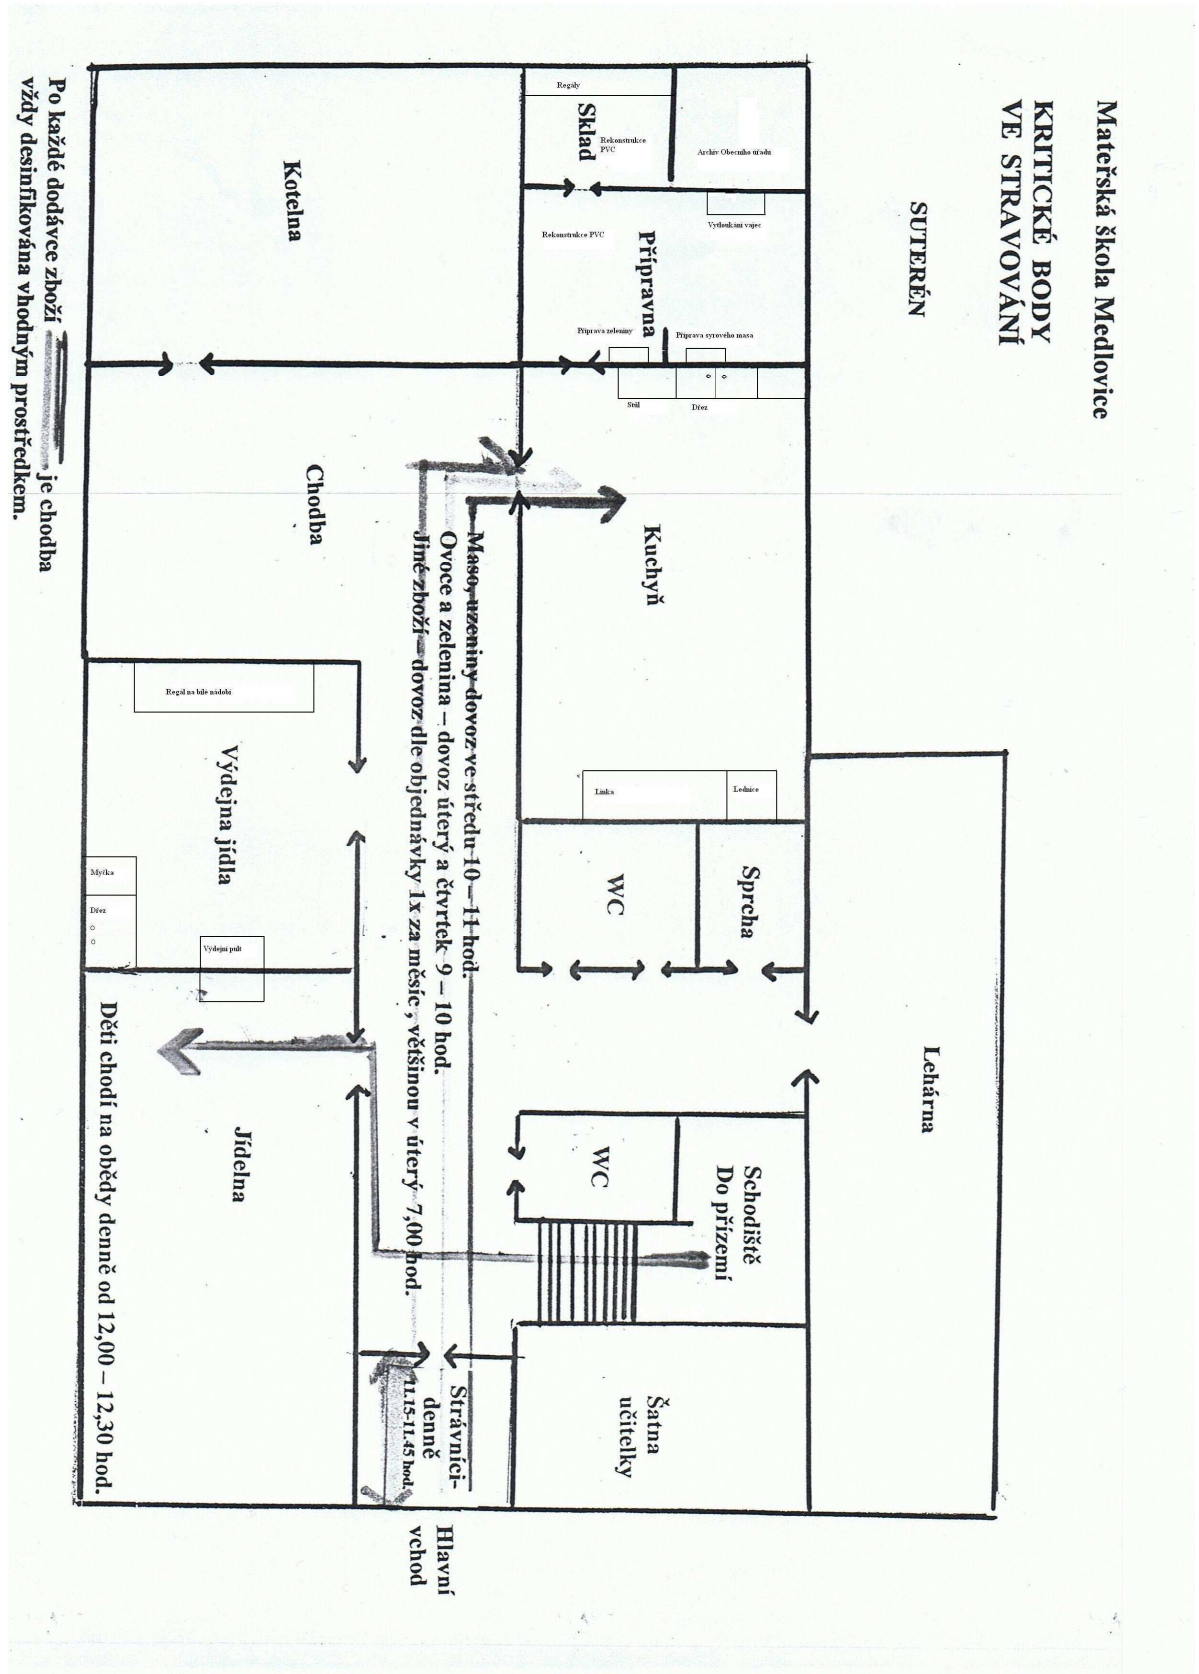 Mateřská škola Medlovice
KRITICKÉ BODY
VE STRAVOVÁNÍ
SUTERÉN
Archiv Obecního úřadu
Regály
Sklad
Rekonstrukce
PVC
Vytloukání vajec
Rekonstrukce PVC
Přípravna
Příprava zeleniny
Příprava syrového masa
Stůl
Dřez
Kotelna
Chodba
Kuchyň
Linka
Lednice
Sprcha
WC
Lehárna
Maso, uzeniny dovoz ve středu 10 – 11 hod.
Ovoce a zelenina – dovoz úterý a čtvrtek 9 – 10 hod.
Jiné zboží – dovoz dle objednávky 1x za měsíc , většinou v úterý 7,00 hod.
Regál na bílé nádobí
Výdejna jídla
Myčka
Dřez
Výdejní pult
WC
Schodiště
Do přízemí
Šatna
učitelky
Jídelna
Děti chodí na obědy denně od 12,00 – 12,30 hod.
Strávníci-
denně
11.15-11.45 hod.
Hlavní
vchod
Po každé dodávce zboží je chodba
vždy desinfikována vhodným prostředkem.